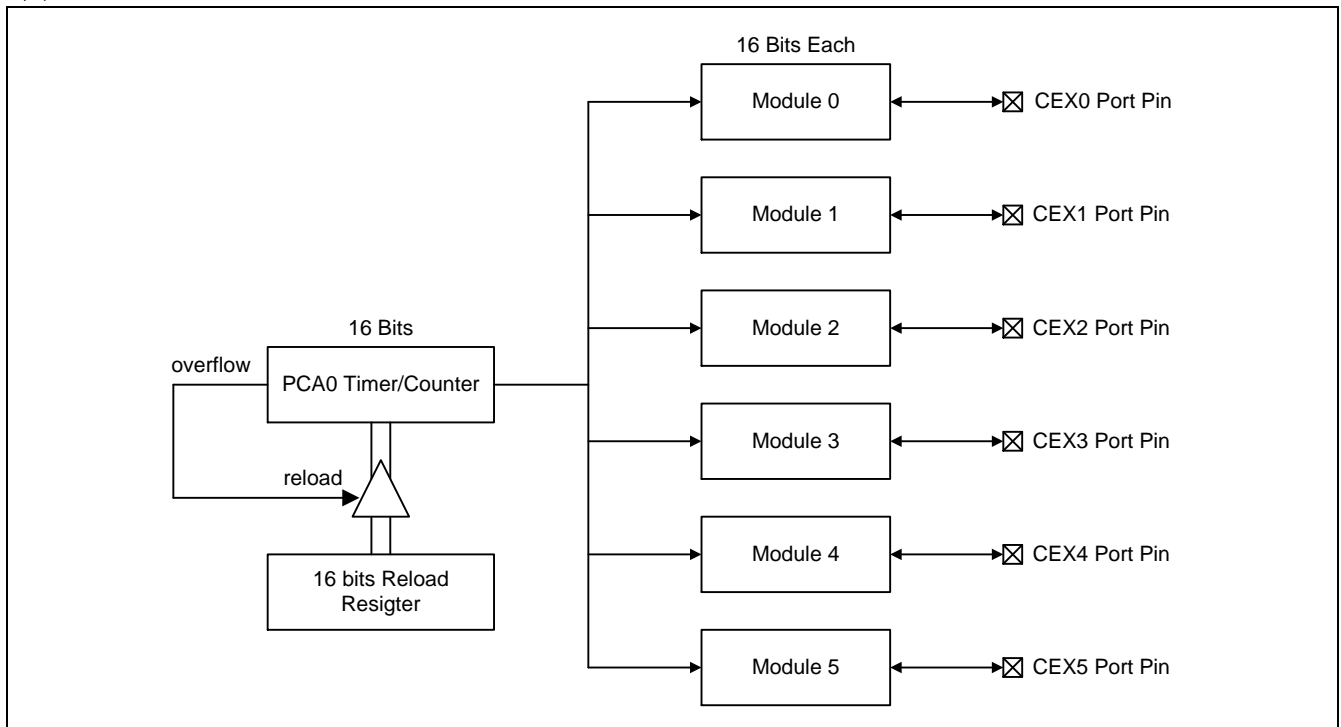 16 Bits Each
Module 0
CEX0 Port Pin
Module 1
CEX1 Port Pin
Module 2
CEX2 Port Pin
16 Bits
overflow
PCA0 Timer/Counter
Module 3
CEX3 Port Pin
reload
Module 4
CEX4 Port Pin
16 bits Reload
Resigter
Module 5
CEX5 Port Pin